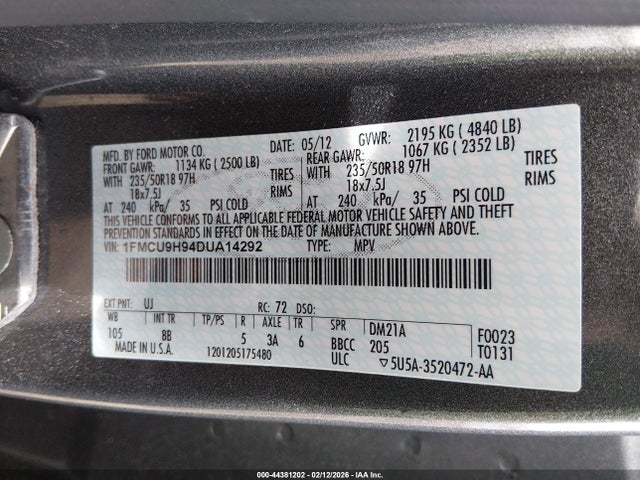 MFD. BY FORD MOTOR CO. DATE: 05/12 GVWR: 2195 KG ( 4840 LB)
FRONT GAWR: 1134 KG ( 2500 LB) REAR GAWR: 1067 KG ( 2352 LB)
WITH 235/50R18 97H TIRES WITH 235/50R18 97H TIRES
18x7.5J RIMS 18x7.5J RIMS
AT 240 kPa/ 35 PSI COLD AT 240 kPa/ 35 PSI COLD
THIS VEHICLE CONFORMS TO ALL APPLICABLE FEDERAL MOTOR VEHICLE SAFETY AND THEFT
PREVENTION STANDARDS IN EFFECT ON THE DATE OF MANUFACTURE SHOWN ABOVE.
VIN: 1FMCU9H94DUA14292 TYPE: MPV
EXT PNT: UJ RC: 72 DSO:
WB INT TR TP/PS R AXLE TR SPR DM21A F0023
105 8B 5 3A 6 BBCC 205 T0131
MADE IN U.S.A. 1201205175480 ULC ▽5U5A-3520472-AA
000-44381202 - 02/12/2026 - IAA Inc.